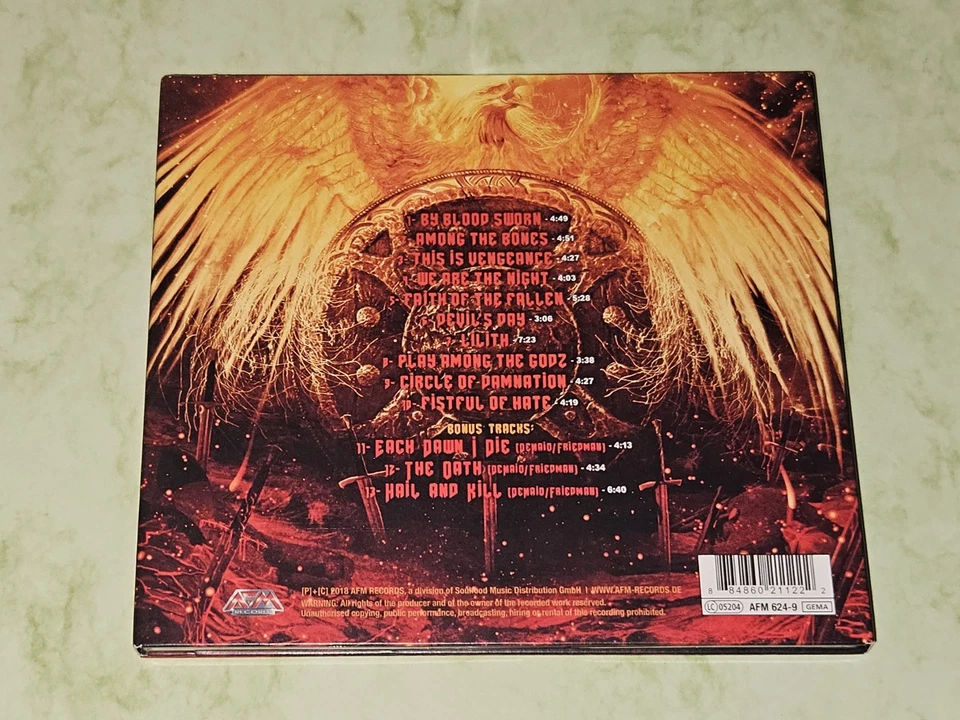 1- BY BLOOD SWORN - 4:49
2- AMONG THE BONES - 4:51
3- THIS IS VENGEANCE - 4:27
4- WE ARE THE NIGHT - 4:03
5- FAITH OF THE FALLEN - 5:28
6- DEVIL'S DAY - 3:06
7- LILITH - 7:23
8- PLAY AMONG THE GODZ - 3:38
9- CIRCLE OF DAMNATION - 4:27
10- FISTFUL OF HATE - 4:19
BONUS TRACKS:
11- EACH DAWN I DIE (DEMAIO/FRIEDMAN) - 4:13
12- THE OATH (DEMAIO/FRIEDMAN) - 4:34
13- HAIL AND KILL (DEMAIO/FRIEDMAN) - 6:40
AFM
RECORDS
[P]+[C] 2018 AFM RECORDS, a division of Soulfood Music Distribution GmbH I WWW.AFM-RECORDS.DE
WARNING: All rights of the producer and of the owner of the recorded work reserved.
Unauthorised copying, public performance, broadcasting, hiring or rental of this recording prohibited.
8 84860 21122 2
LC 05204 AFM 624-9 GEMA